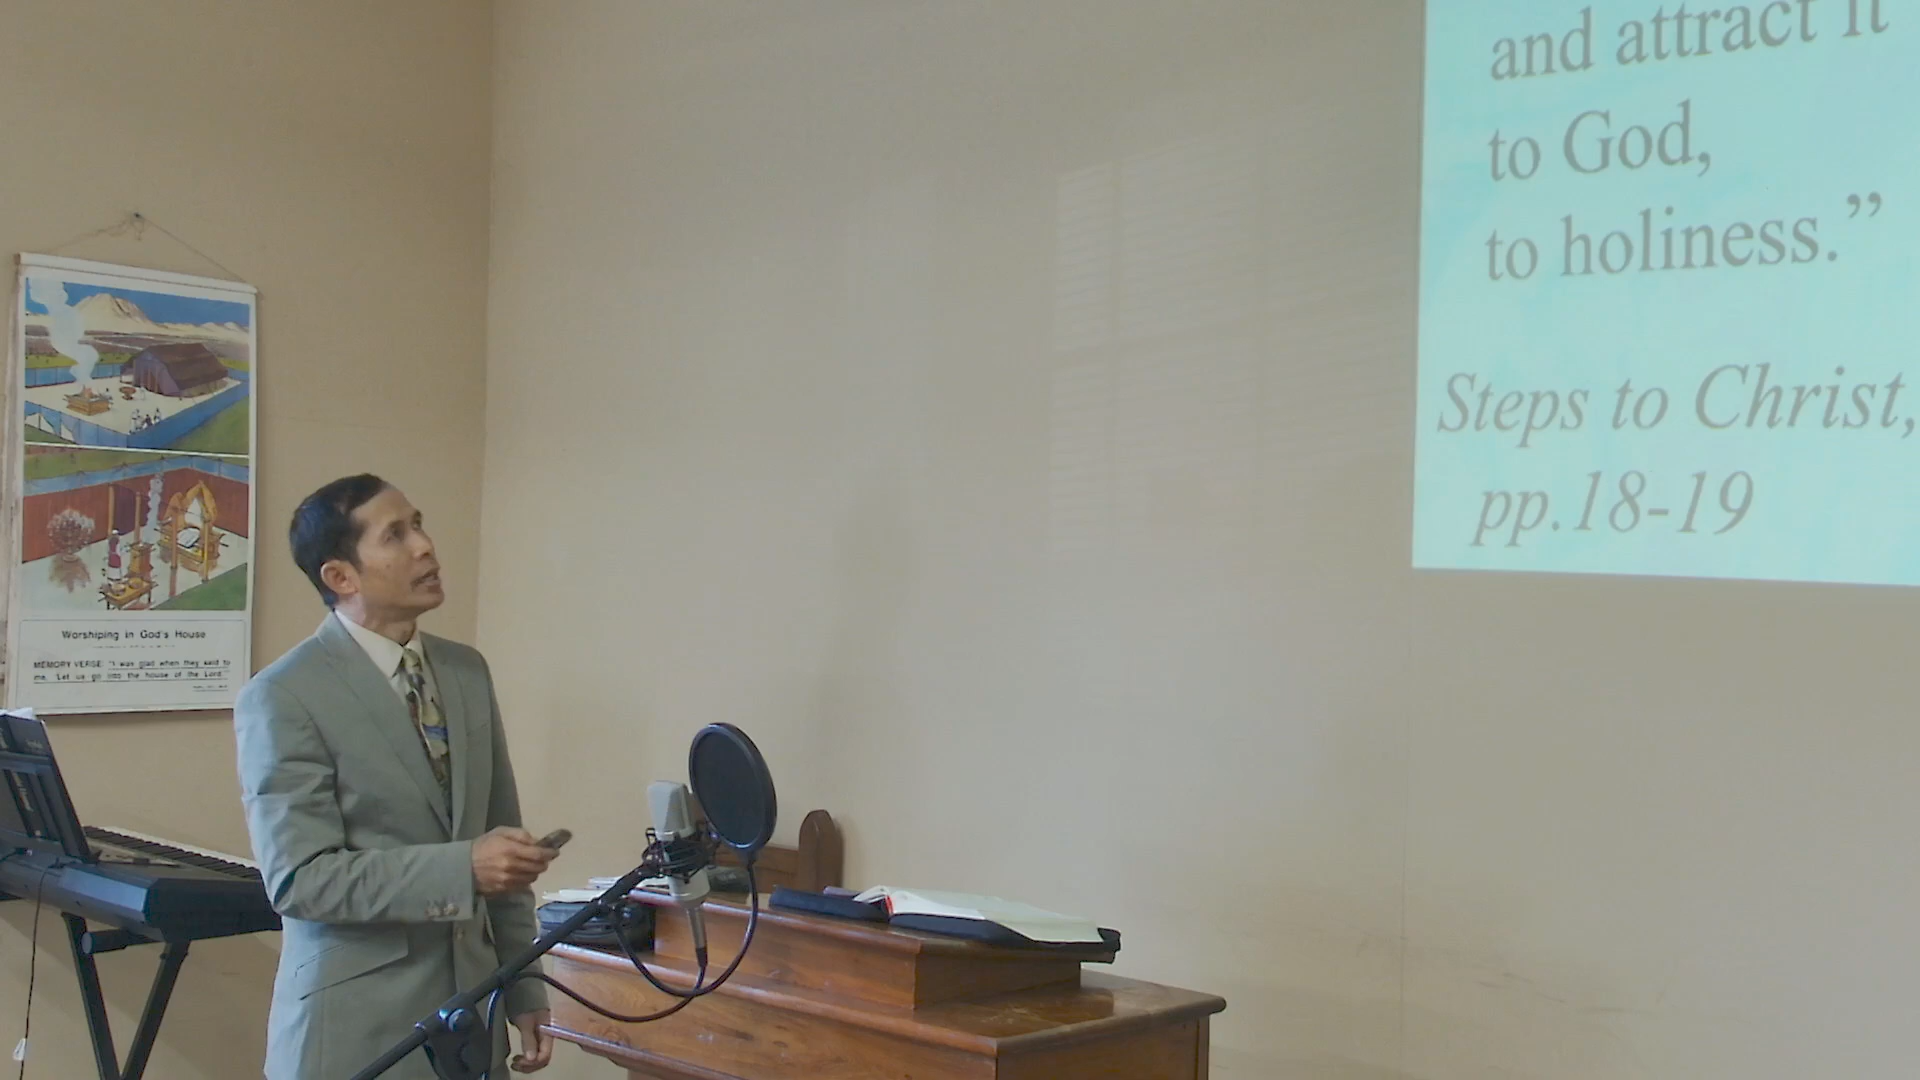 and attract it
to God,
to holiness.”
Steps to Christ,
pp.18-19
Worshiping in God's House
MEMORY VERSE: "I was glad when they said to
me, 'Let us go into the house of the Lord.'"